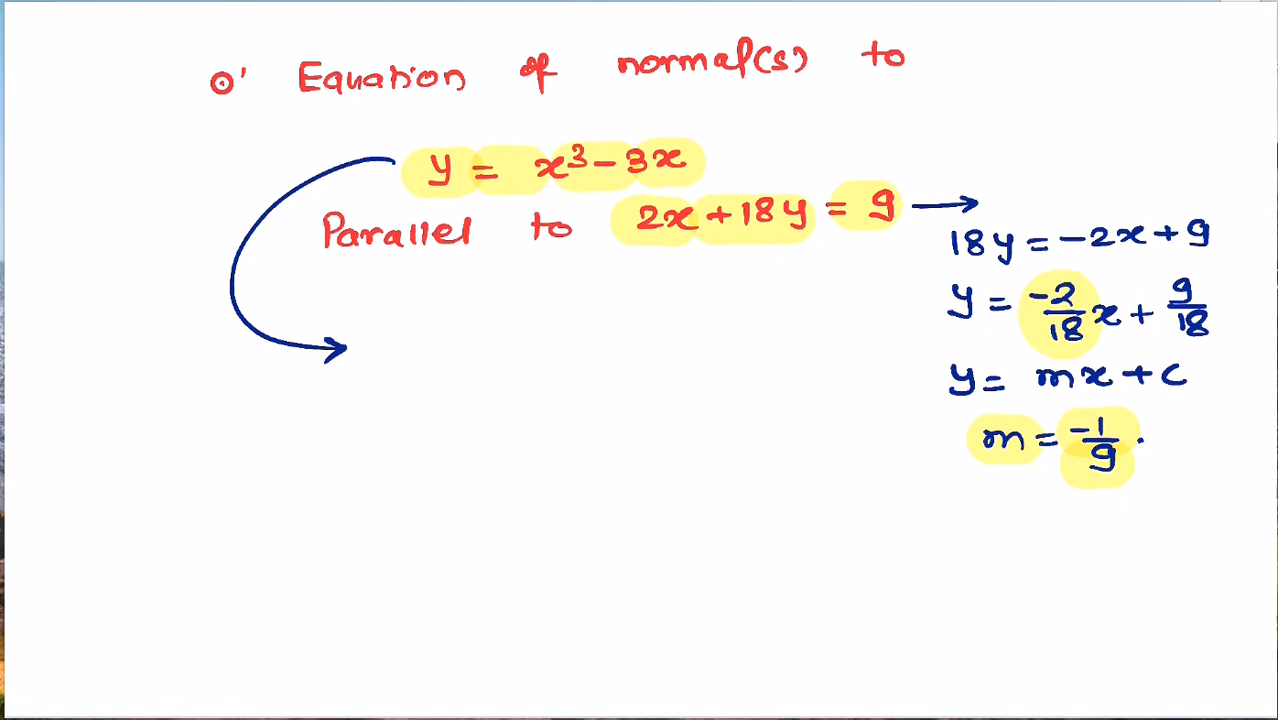 Equation of normal(s) to
y = x³ - 3x
Parallel to 2x + 18y = 9
18y = -2x + 9
y = -2/18 x + 9/18
y = mx + c
m = -1/9 .